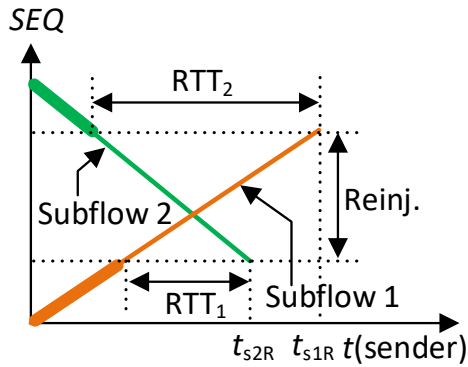 SEQ
RTT2
Subflow 2
Reinj.
RTT1
Subflow 1
ts2R ts1R t(sender)